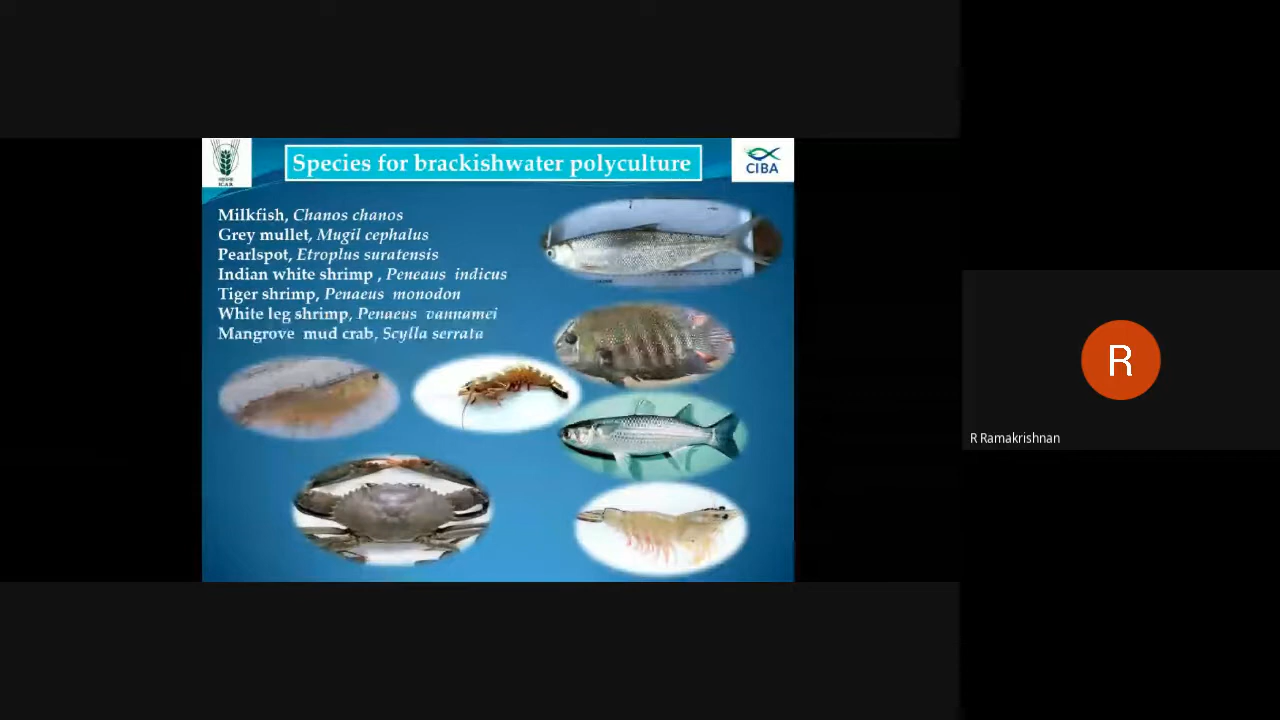 Species for brackishwater polyculture
ICAR
CIBA
Milkfish, Chanos chanos
Grey mullet, Mugil cephalus
Pearlspot, Etroplus suratensis
Indian white shrimp , Peneaus indicus
Tiger shrimp, Penaeus monodon
White leg shrimp, Penaeus vannamei
Mangrove mud crab, Scylla serrata
R
R Ramakrishnan